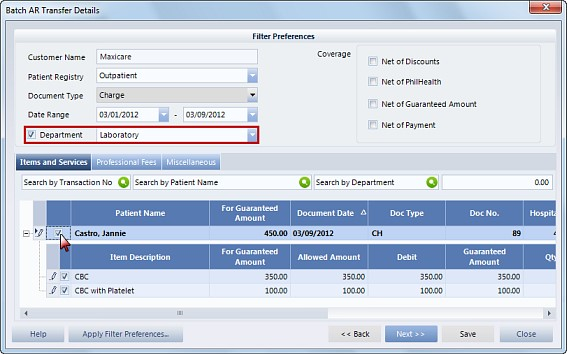 Batch AR Transfer Details
Filter Preferences
Customer Name Maxicare
Patient Registry Outpatient
Document Type Charge
Date Range 03/01/2012 - 03/09/2012
Department Laboratory
Coverage
Net of Discounts
Net of PhilHealth
Net of Guaranteed Amount
Net of Payment
Items and Services Professional Fees Miscellaneous
Search by Transaction No Search by Patient Name Search by Department 0.00
Patient Name For Guaranteed Amount Document Date Doc Type Doc No. Hospita
Castro, Jannie 450.00 03/09/2012 CH 89 4
Item Description For Guaranteed Amount Allowed Amount Debit Guaranteed Amount Qty
CBC 350.00 350.00 350.00 350.00
CBC with Platelet 100.00 100.00 100.00 100.00
Help Apply Filter Preferences... << Back Next >> Save Close